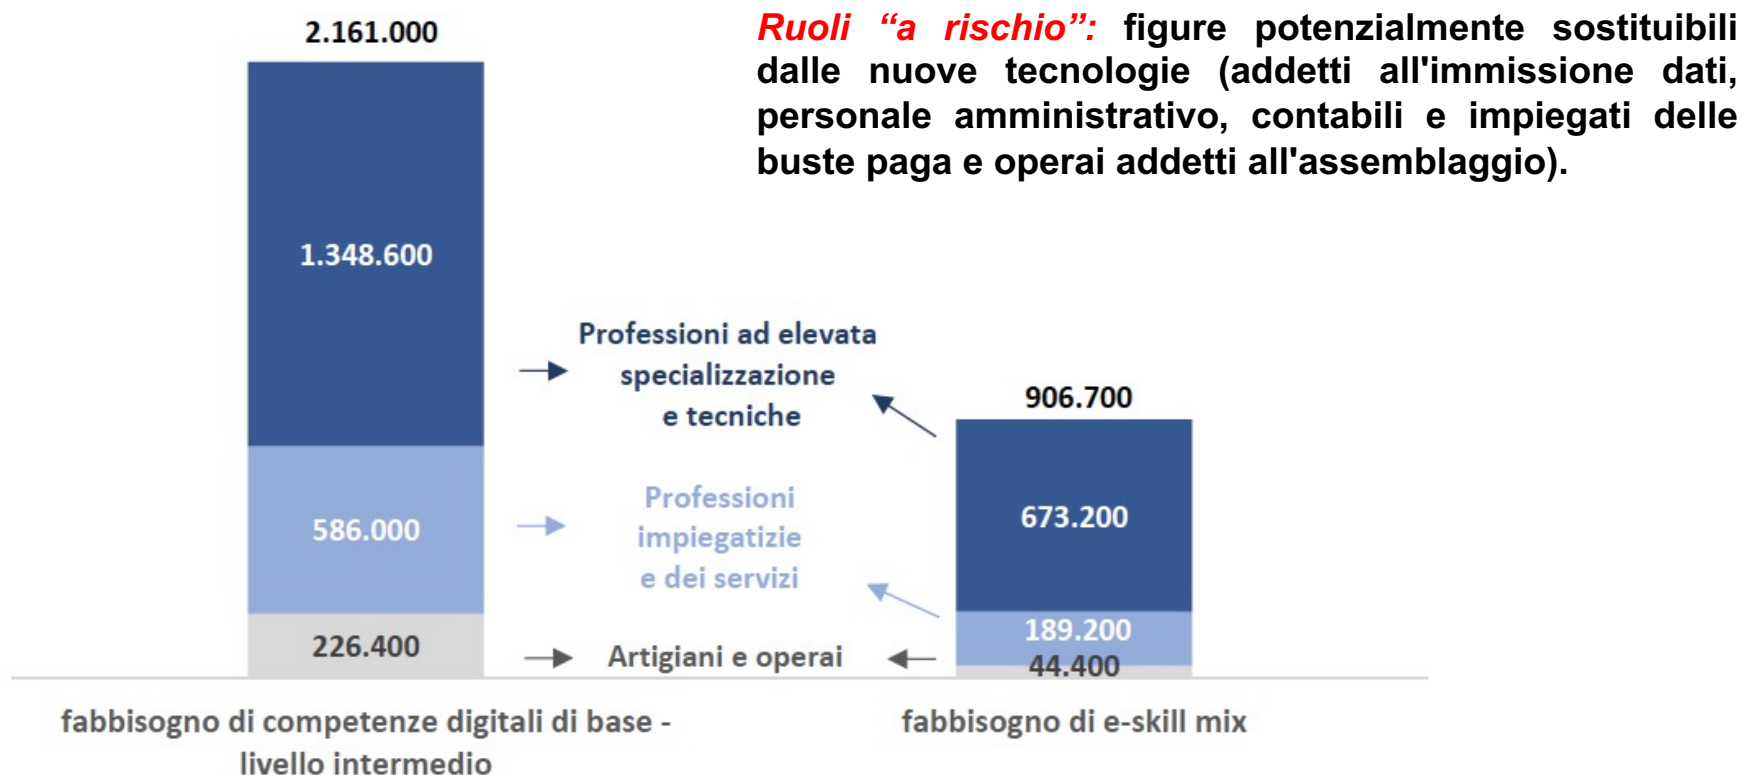 2.161.000
Ruoli “a rischio”: figure potenzialmente sostituibili
dalle nuove tecnologie (addetti all'immissione dati,
personale amministrativo, contabili e impiegati delle
buste paga e operai addetti all'assemblaggio).
1.348.600
Professioni ad elevata
specializzazione
e tecniche
906.700
Professioni
impiegatizie
e dei servizi
586.000
673.200
189.200
226.400
Artigiani e operai
44.400
fabbisogno di competenze digitali di base -
livello intermedio
fabbisogno di e-skill mix